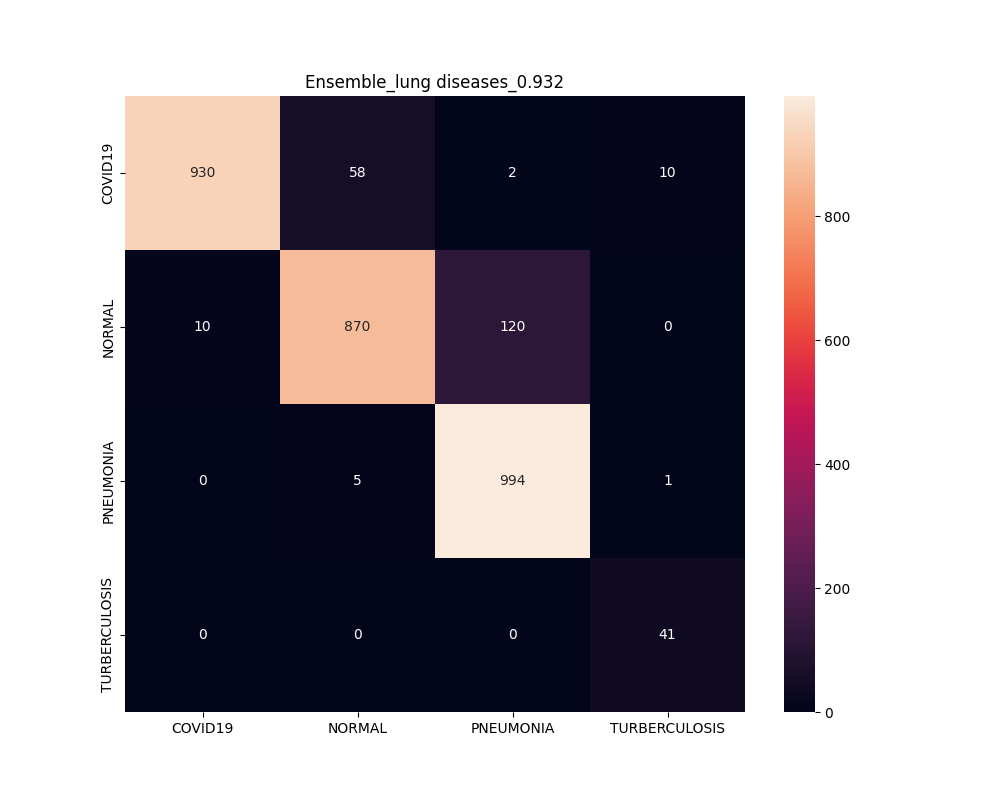 Ensemble_lung diseases_0.932
COVID19
930 58 2 10
NORMAL
10 870 120 0
PNEUMONIA
0 5 994 1
TURBERCULOSIS
0 0 0 41
COVID19 NORMAL PNEUMONIA TURBERCULOSIS
800
600
400
200
0